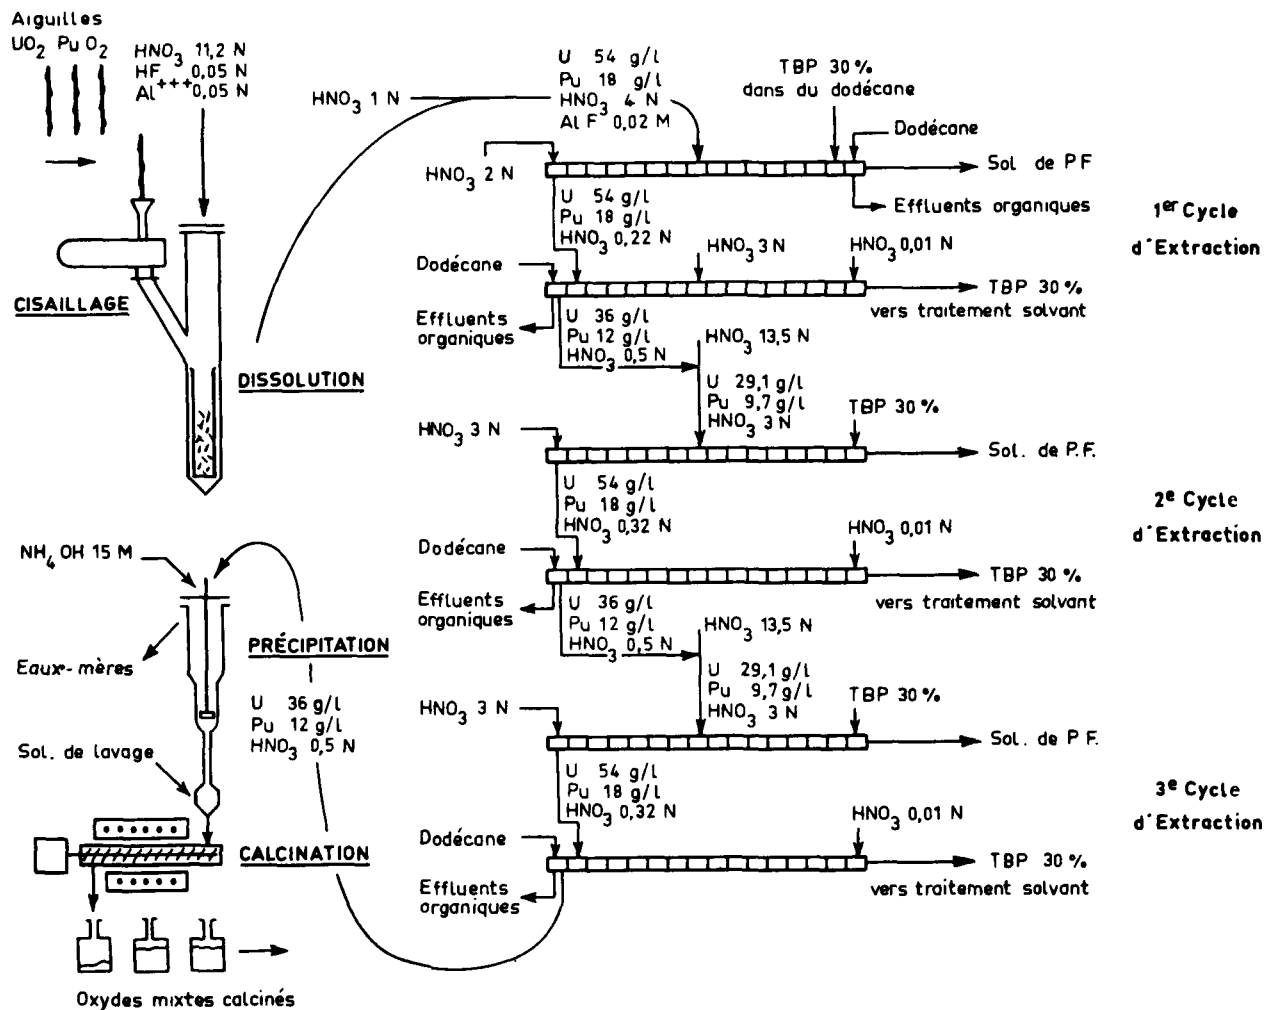 Aiguilles
UO2 Pu O2
HNO3 11,2 N
HF 0,05 N
Al+++ 0,05 N
CISAILLAGE
DISSOLUTION
HNO3 1 N
U 54 g/l
Pu 18 g/l
HNO3 4 N
Al F 0,02 M
TBP 30 %
dans du dodécane
Dodécane
HNO3 2 N
Sol. de P F
Effluents organiques
U 54 g/l
Pu 18 g/l
HNO3 0,22 N
1er Cycle
d'Extraction
Dodécane
HNO3 3 N
HNO3 0,01 N
Effluents
organiques
TBP 30 %
vers traitement solvant
U 36 g/l
Pu 12 g/l
HNO3 0,5 N
HNO3 13,5 N
U 29,1 g/l
Pu 9,7 g/l
HNO3 3 N
HNO3 3 N
TBP 30 %
Sol. de P.F.
U 54 g/l
Pu 18 g/l
HNO3 0,32 N
2e Cycle
d'Extraction
Dodécane
HNO3 0,01 N
Effluents
organiques
TBP 30 %
vers traitement solvant
U 36 g/l
Pu 12 g/l
HNO3 0,5 N
HNO3 13,5 N
U 29,1 g/l
Pu 9,7 g/l
HNO3 3 N
HNO3 3 N
TBP 30 %
Sol. de P F.
U 54 g/l
Pu 18 g/l
HNO3 0,32 N
3e Cycle
d'Extraction
Dodécane
HNO3 0,01 N
Effluents
organiques
TBP 30 %
vers traitement solvant
NH4 OH 15 M
PRÉCIPITATION
Eaux-mères
U 36 g/l
Pu 12 g/l
HNO3 0,5 N
Sol. de lavage
CALCINATION
Oxydes mixtes calcinés